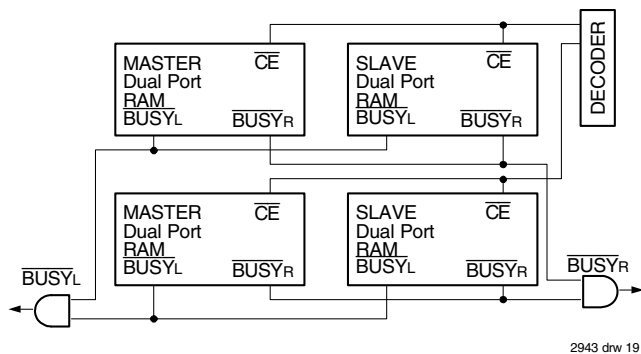 MASTER
Dual Port
RAM
BUSYL
CE
BUSYR
SLAVE
Dual Port
RAM
BUSYL
CE
BUSYR
DECODER
MASTER
Dual Port
RAM
BUSYL
CE
BUSYR
SLAVE
Dual Port
RAM
BUSYL
CE
BUSYR
BUSYL
BUSYR
2943 drw 19